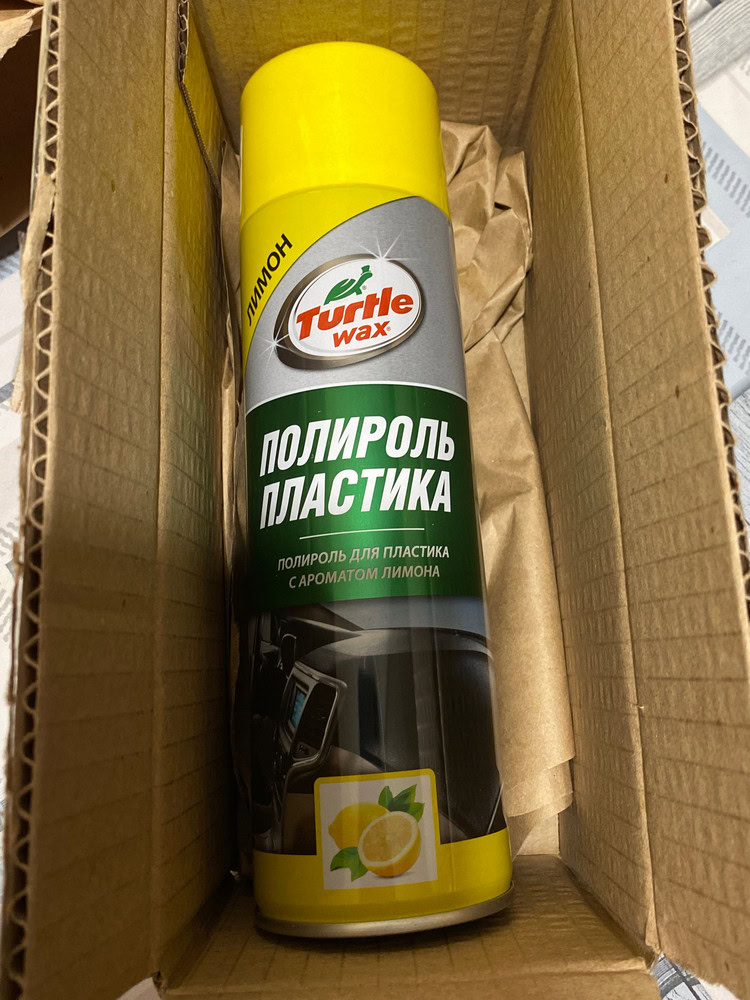 ЛИМОН
Turtle
wax®
ПОЛИРОЛЬ
ПЛАСТИКА
ПОЛИРОЛЬ ДЛЯ ПЛАСТИКА
С АРОМАТОМ ЛИМОНА